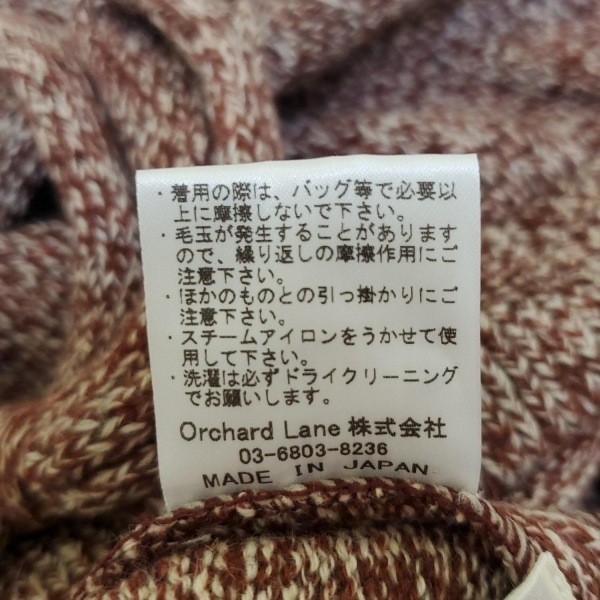 ・着用の際は、バッグ等で必要以
上に摩擦しないで下さい。
・毛玉が発生することがあります
ので、繰り返しの摩擦作用にご
注意下さい。
・ほかのものとの引っ掛かりにご
注意下さい。
・スチームアイロンをうかせて使
用して下さい。
・洗濯は必ずドライクリーニング
でお願いします。
Orchard Lane 株式会社
03-6803-8236
MADE IN JAPAN